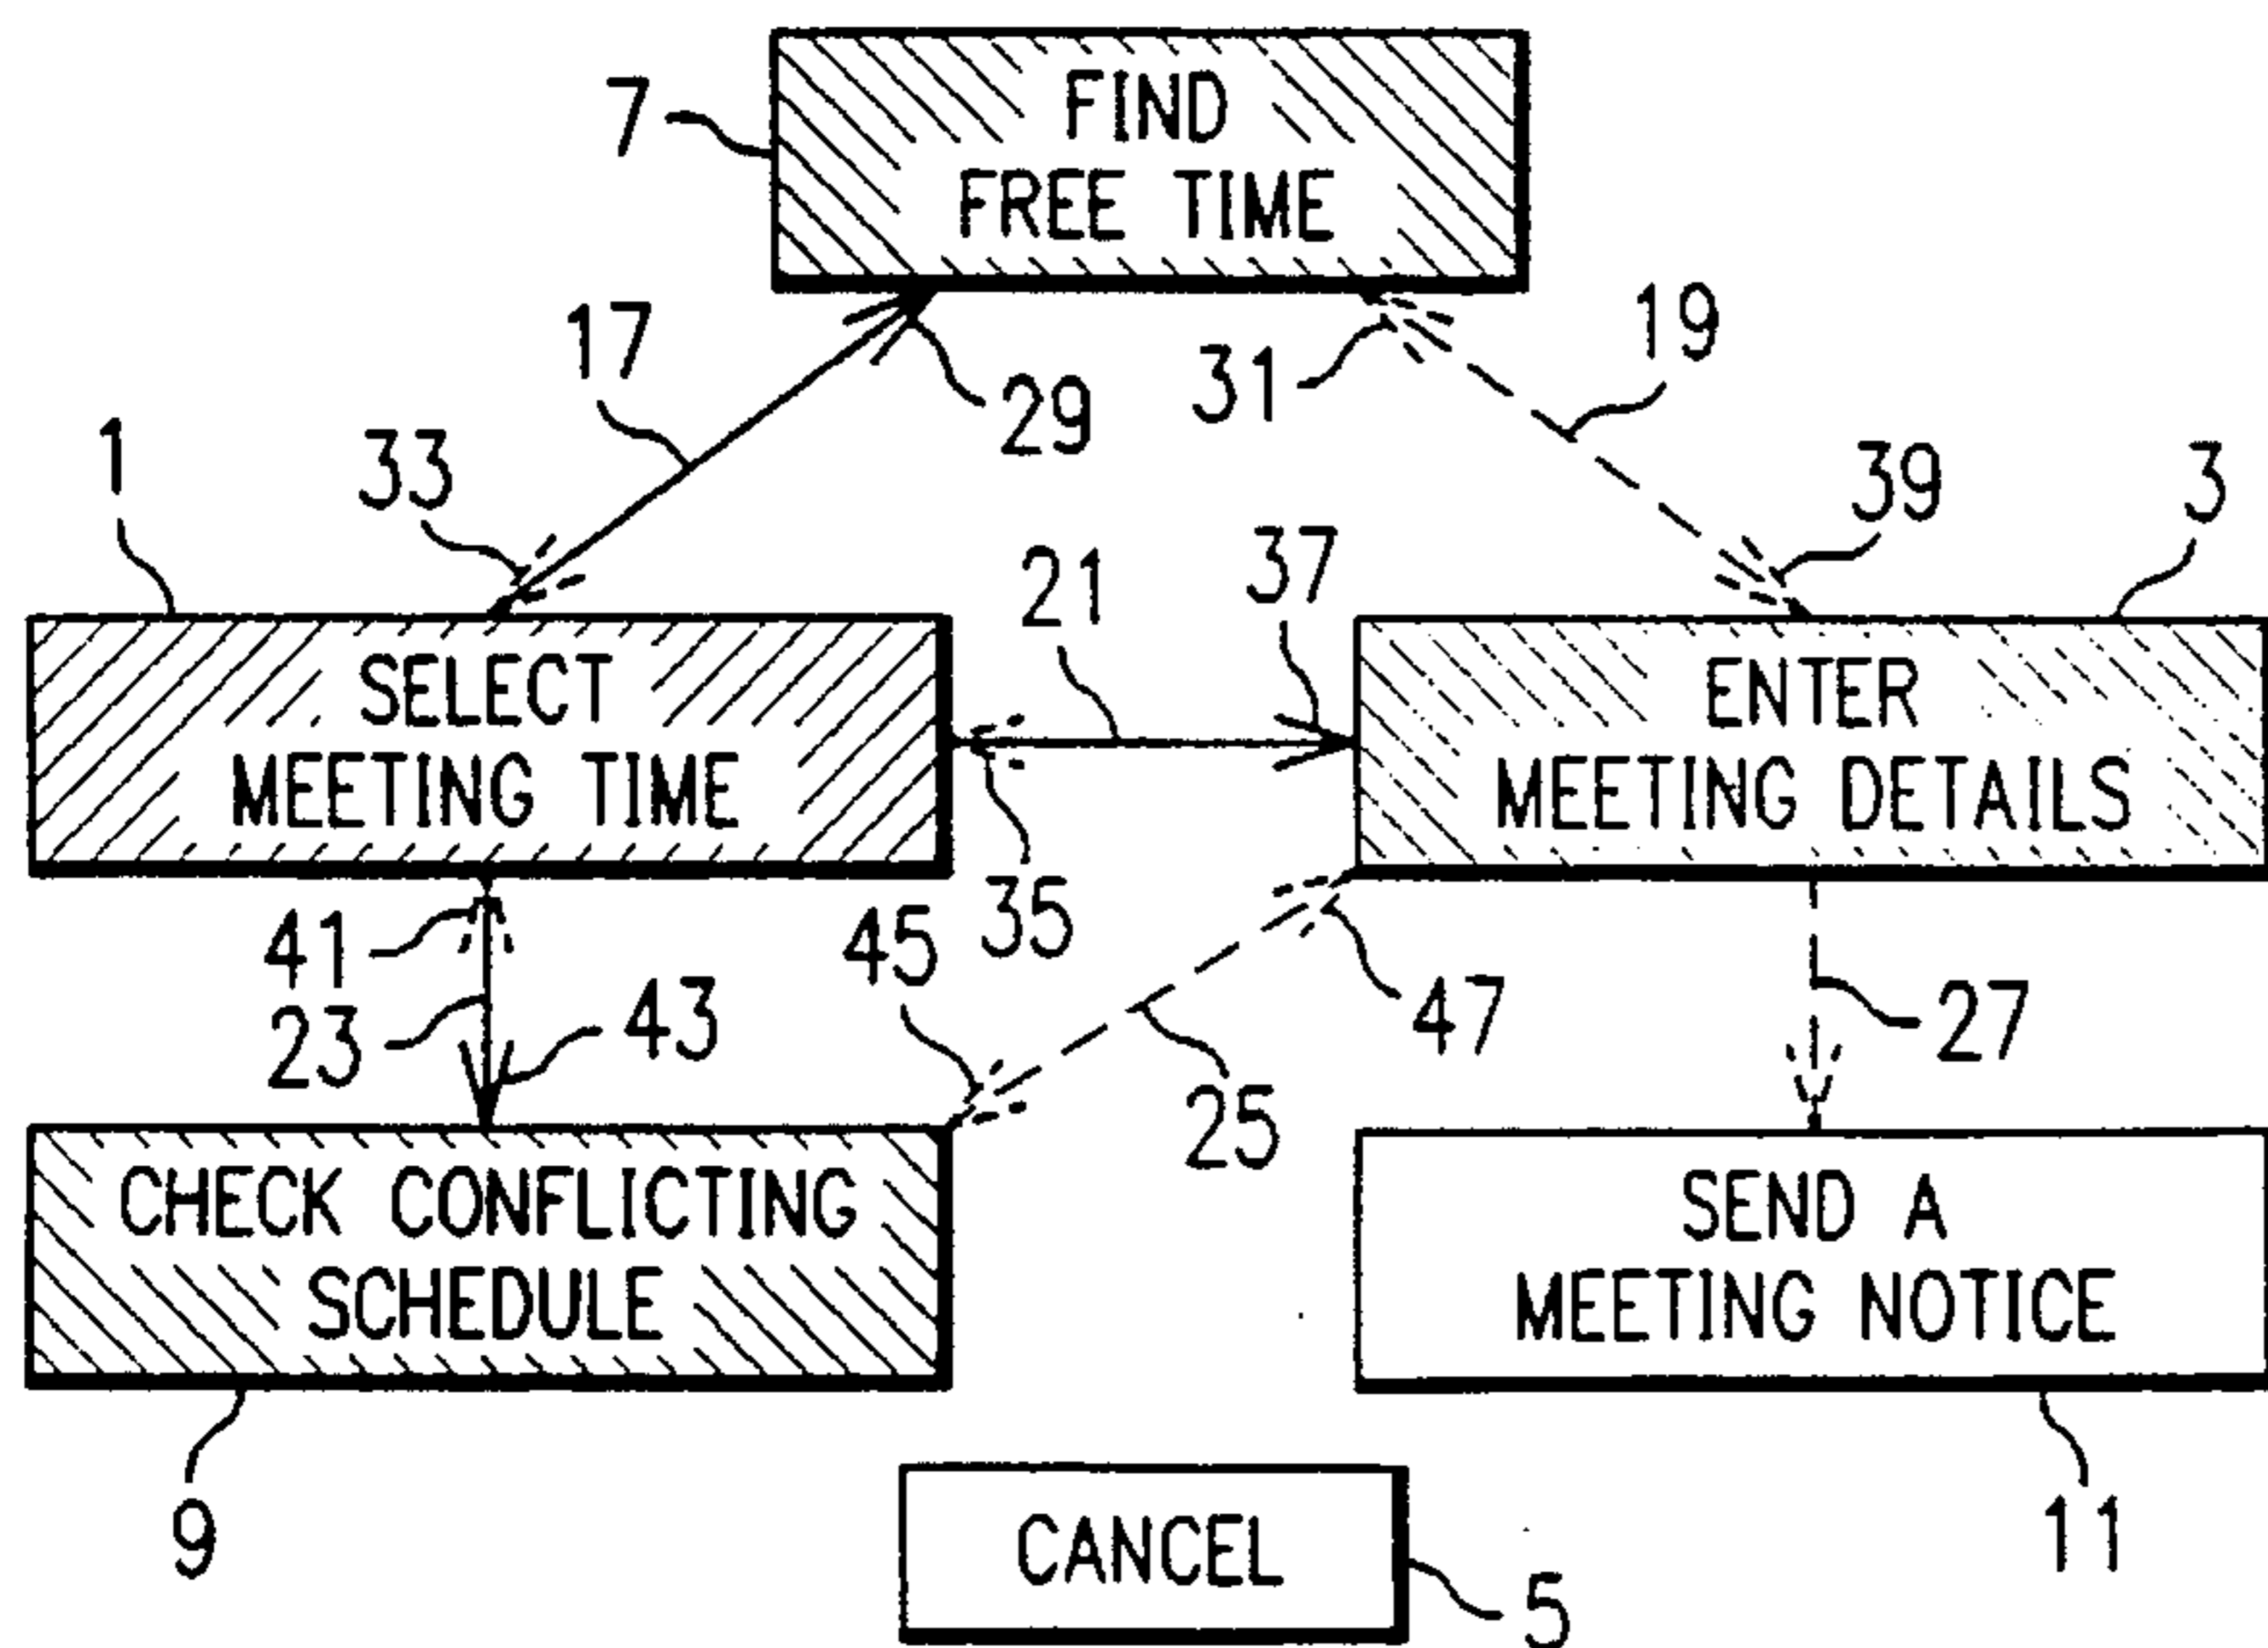 FIND
FREE TIME
7
17
19
29
31
1
33
39
3
21
37
SELECT
MEETING TIME
ENTER
MEETING DETAILS
41
45
35
23
43
47
27
25
CHECK CONFLICTING
SCHEDULE
SEND A
MEETING NOTICE
9
CANCEL
11
5